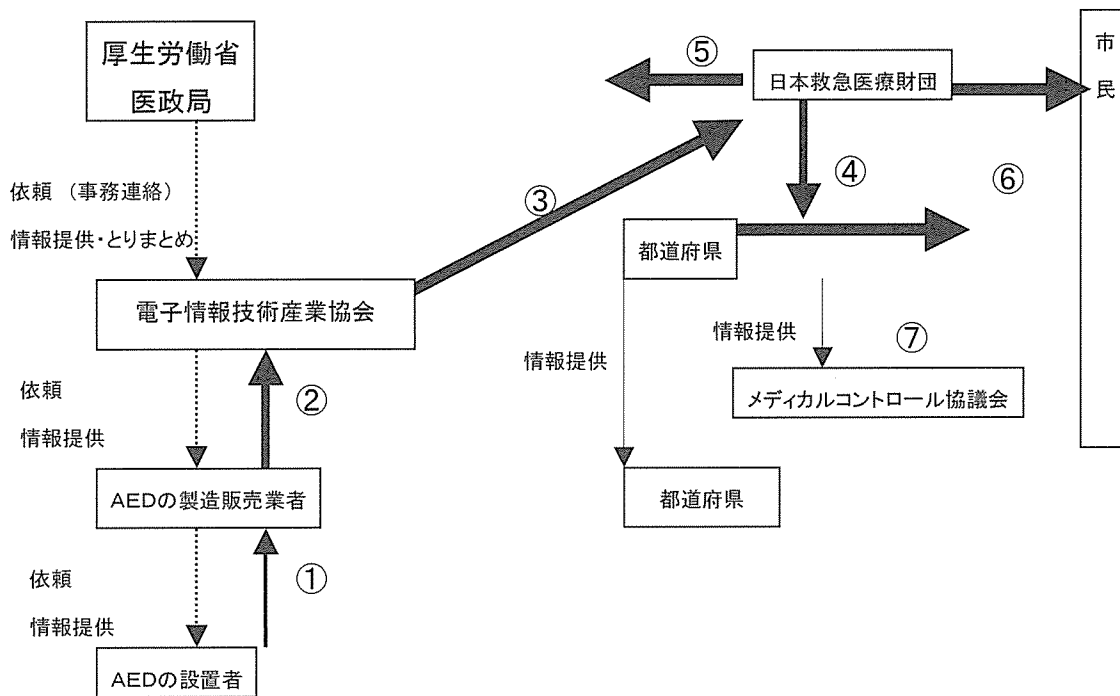 厚生労働省
医政局
依頼 （事務連絡）
情報提供・とりまとめ
電子情報技術産業協会
依頼
情報提供
②
AEDの製造販売業者
依頼
情報提供
①
AEDの設置者
③
⑤
日本救急医療財団
④
⑥
市
民
都道府県
情報提供
情報提供
⑦
メディカルコントロール協議会
都道府県